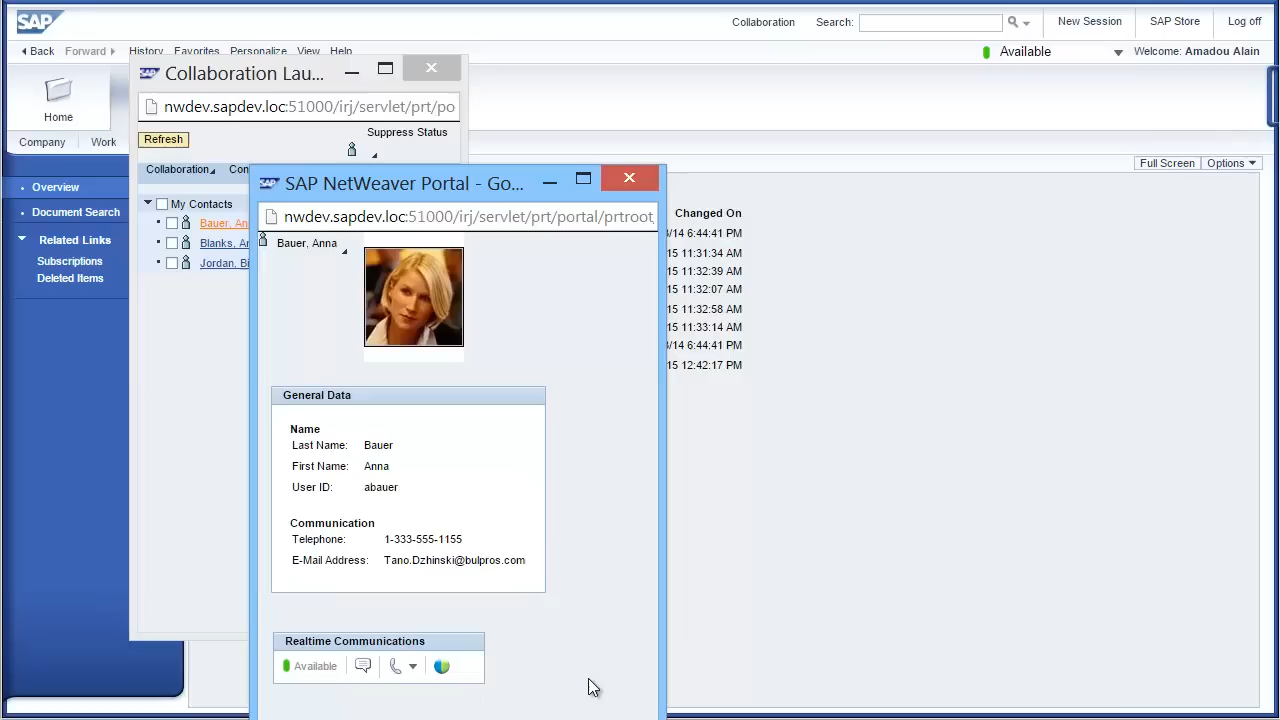 SAP
Collaboration
Search:
New Session
SAP Store
Log off
Back
Forward
History
Favorites
Personalize
View
Help
Available
Welcome: Amadou Alain
Home
Company
Work
Overview
Document Search
Related Links
Subscriptions
Deleted Items
Full Screen
Options
SAP
Collaboration Lau...
nwdev.sapdev.loc:51000/irj/servlet/prt/po
Refresh
Suppress Status
Collaboration
Con
My Contacts
Bauer, An
Blanks, Ar
Jordan, Bi
SAP
SAP NetWeaver Portal - Go...
nwdev.sapdev.loc:51000/irj/servlet/prt/portal/prtroot
Bauer, Anna
General Data
Name
Last Name: Bauer
First Name: Anna
User ID: abauer
Communication
Telephone: 1-333-555-1155
E-Mail Address: Tano.Dzhinski@bulpros.com
Realtime Communications
Available
Changed On
/14 6:44:41 PM
15 11:31:34 AM
15 11:32:39 AM
15 11:32:07 AM
15 11:32:58 AM
15 11:33:14 AM
/14 6:44:41 PM
15 12:42:17 PM